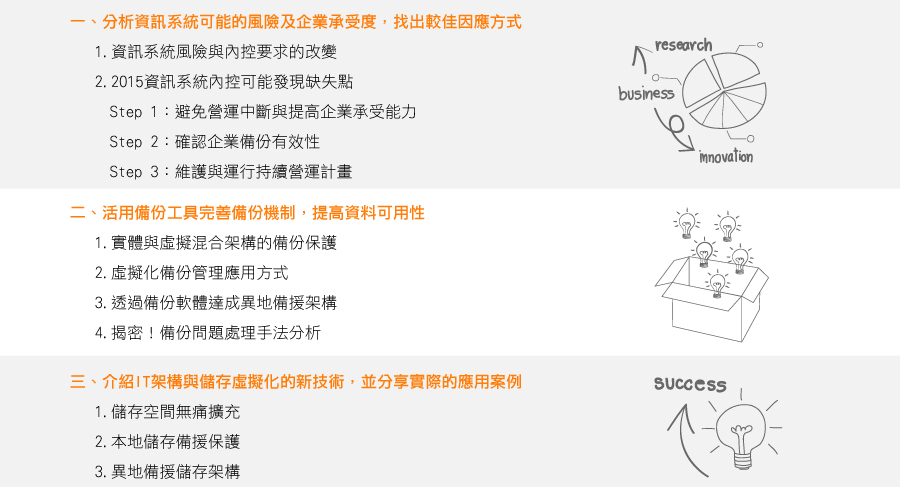 一、分析資訊系統可能的風險及企業承受度，找出較佳因應方式
1. 資訊系統風險與內控要求的改變
2. 2015資訊系統內控可能發現缺失點
Step 1：避免營運中斷與提高企業承受能力
Step 2：確認企業備份有效性
Step 3：維護與運行持續營運計畫
research
business
innovation
二、活用備份工具完善備份機制，提高資料可用性
1. 實體與虛擬混合架構的備份保護
2. 虛擬化備份管理應用方式
3. 透過備份軟體達成異地備援架構
4. 揭密！備份問題處理手法分析
三、介紹IT架構與儲存虛擬化的新技術，並分享實際的應用案例
1. 儲存空間無痛擴充
2. 本地儲存備援保護
3. 異地備援儲存架構
success